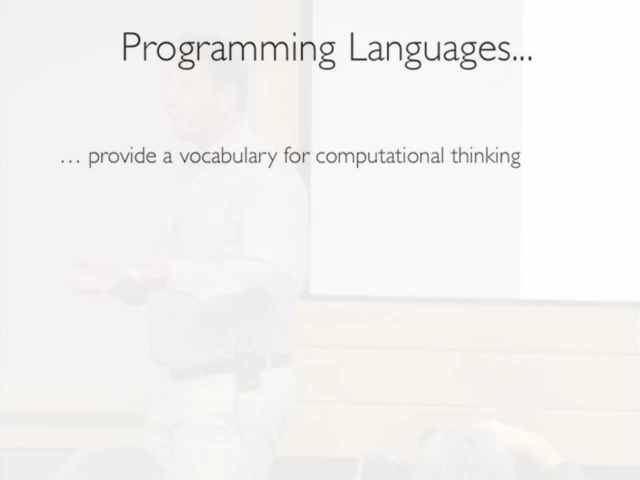 Programming Languages...
... provide a vocabulary for computational thinking